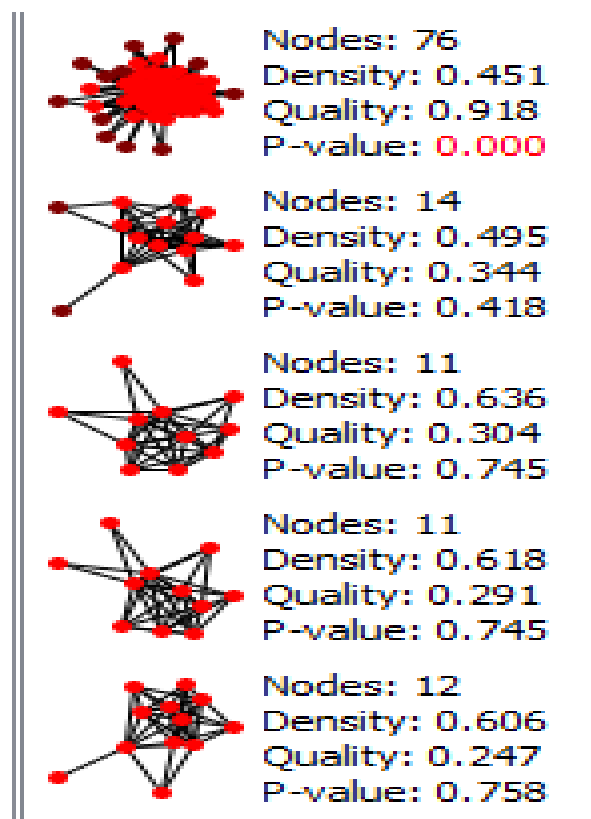 Nodes: 76
Density: 0.451
Quality: 0.918
P-value: 0.000
Nodes: 14
Density: 0.495
Quality: 0.344
P-value: 0.418
Nodes: 11
Density: 0.636
Quality: 0.304
P-value: 0.745
Nodes: 11
Density: 0.618
Quality: 0.291
P-value: 0.745
Nodes: 12
Density: 0.606
Quality: 0.247
P-value: 0.758